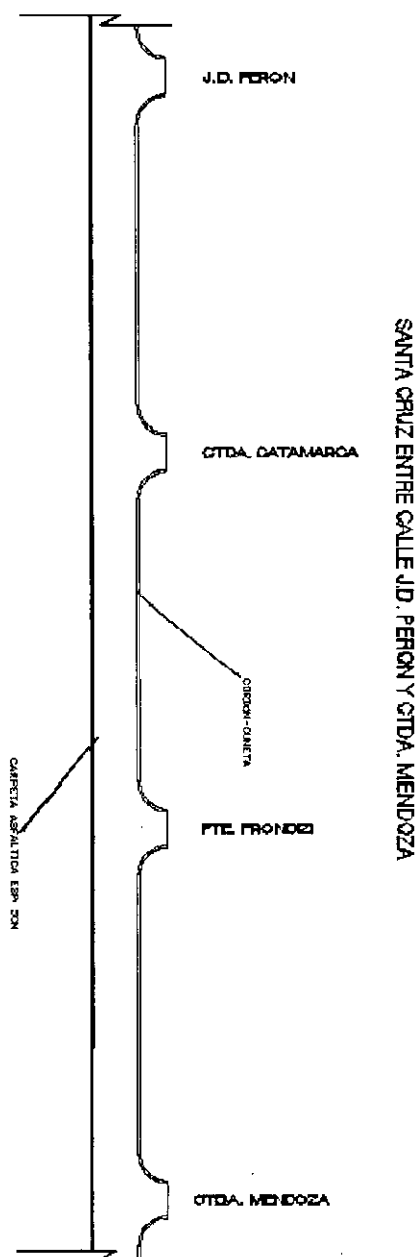 SANTA CRUZ ENTRE CALLE J.D. PERON Y CTDA. MENDOZA
J.D. PERON
CTDA. CATAMARCA
CORDON-CUNETA
PTE. FRONDIZI
CARPETA ASFALTICA ESP.
CTDA. MENDOZA